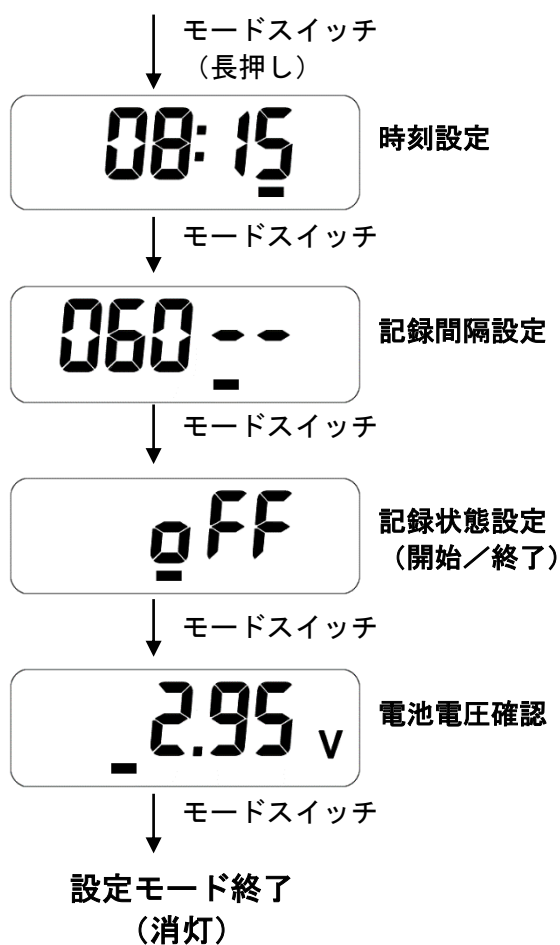 モードスイッチ
（長押し）
08:15 時刻設定
モードスイッチ
060-- 記録間隔設定
モードスイッチ
oFF 記録状態設定
（開始／終了）
モードスイッチ
2.95 V 電池電圧確認
モードスイッチ
設定モード終了
（消灯）